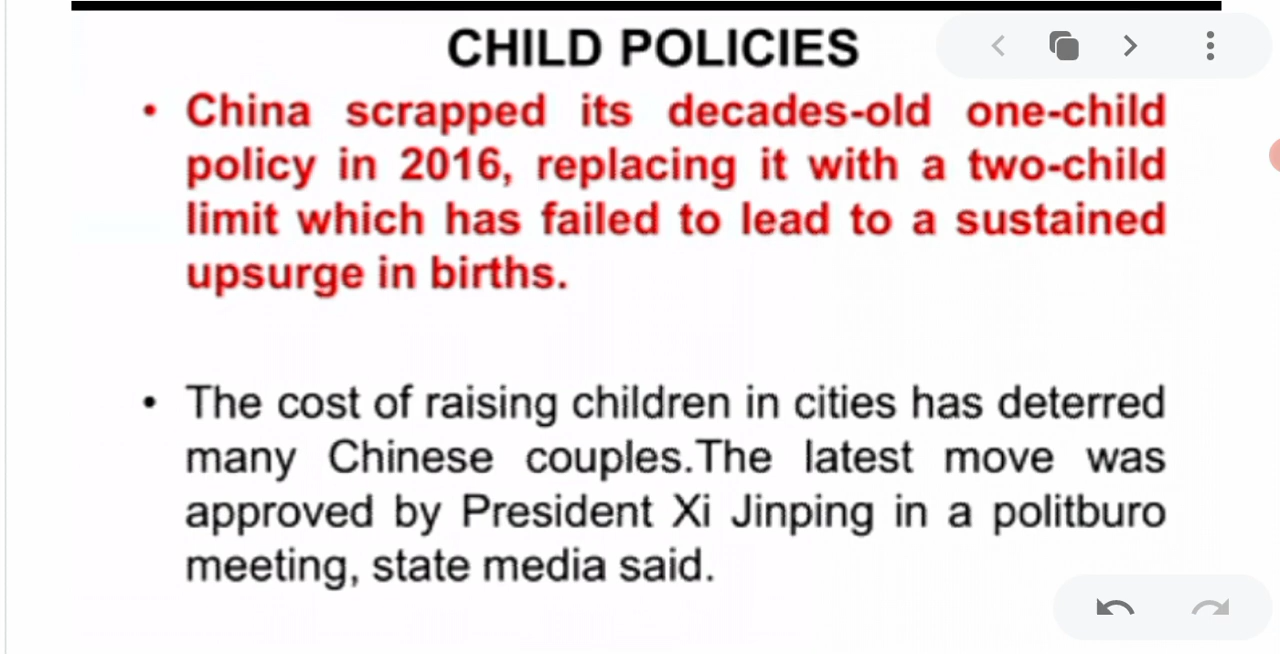 CHILD POLICIES
• China scrapped its decades-old one-child
policy in 2016, replacing it with a two-child
limit which has failed to lead to a sustained
upsurge in births.
• The cost of raising children in cities has deterred
many Chinese couples.The latest move was
approved by President Xi Jinping in a politburo
meeting, state media said.